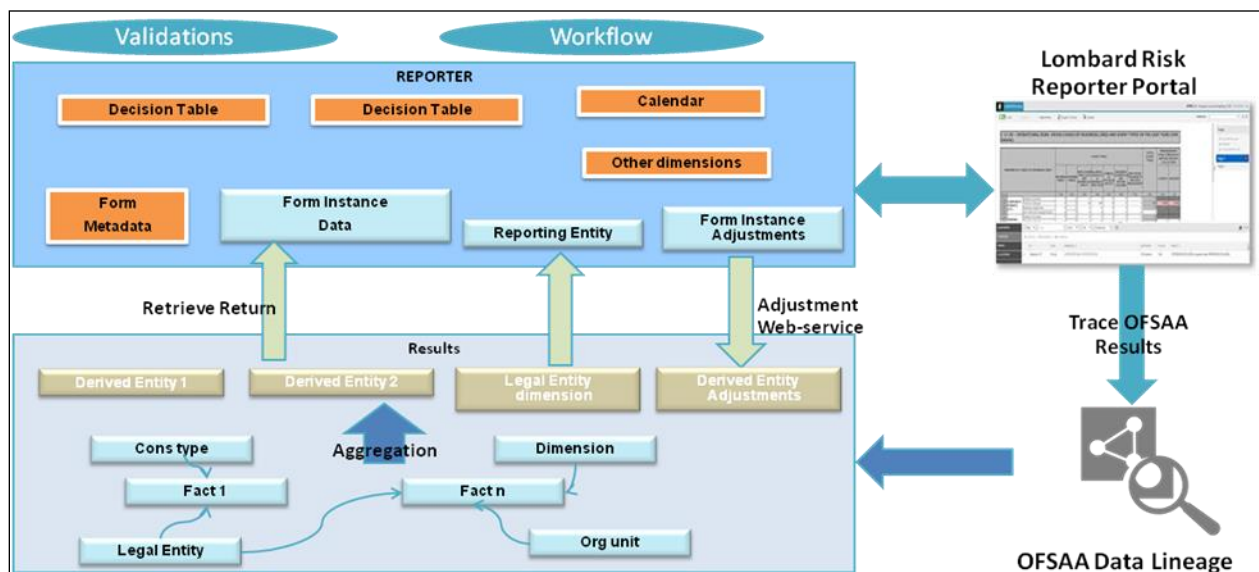 Validations
Workflow
REPORTER
Decision Table
Decision Table
Calendar
Other dimensions
Form
Metadata
Form Instance
Data
Reporting Entity
Form Instance
Adjustments
Lombard Risk
Reporter Portal
Retrieve Return
Adjustment
Web-service
Trace OFSAA
Results
Results
Derived Entity 1
Derived Entity 2
Legal Entity
dimension
Derived Entity
Adjustments
Cons type
Aggregation
Dimension
Fact 1
Fact n
Legal Entity
Org unit
OFSAA Data Lineage